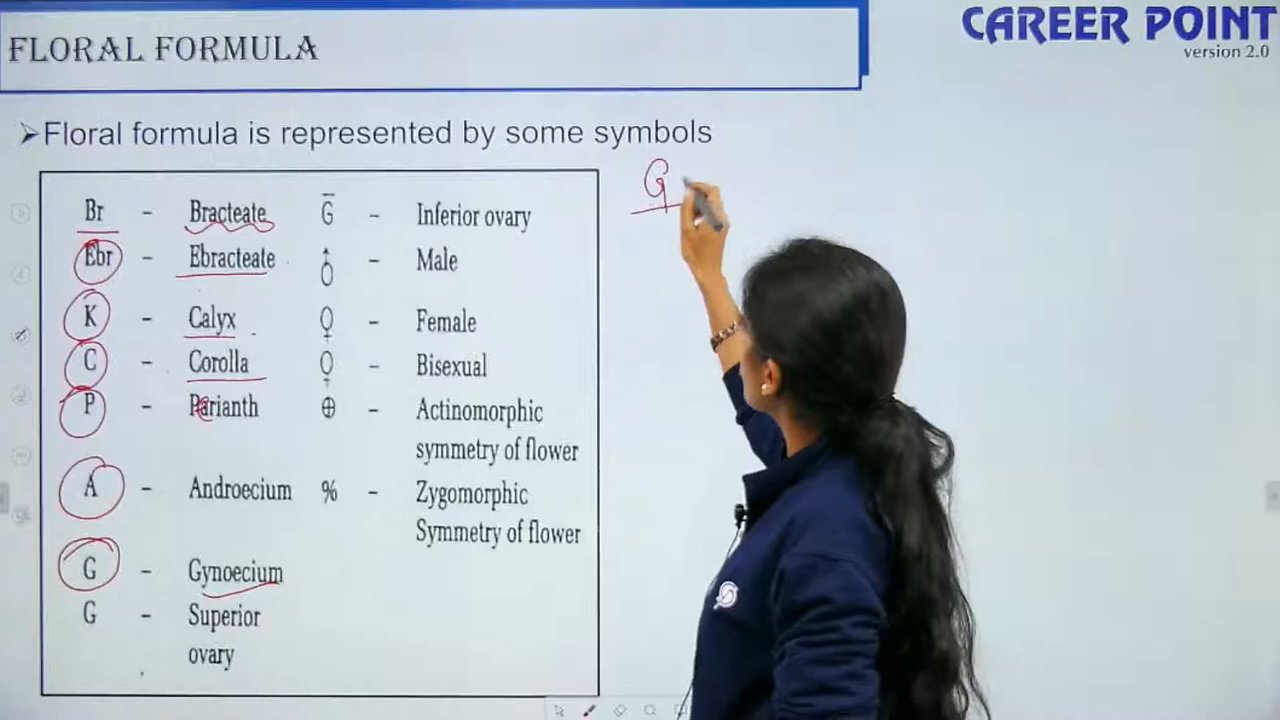 FLORAL FORMULA
CAREER POINT
version 2.0
➢Floral formula is represented by some symbols
Br - Bracteate
Ebr - Ebracteate
K - Calyx
C - Corolla
P - Perianth
A - Androecium
G - Gynoecium
G - Superior
ovary
G̅ - Inferior ovary
♂ - Male
♀ - Female
⚥ - Bisexual
⊕ - Actinomorphic
symmetry of flower
% - Zygomorphic
Symmetry of flower
G